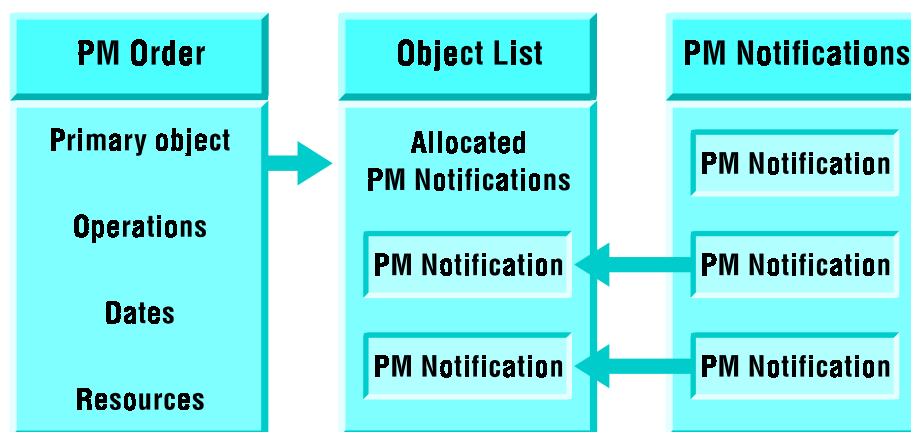 PM Order
Primary object
Operations
Dates
Resources
Object List
Allocated
PM Notifications
PM Notification
PM Notification
PM Notifications
PM Notification
PM Notification
PM Notification